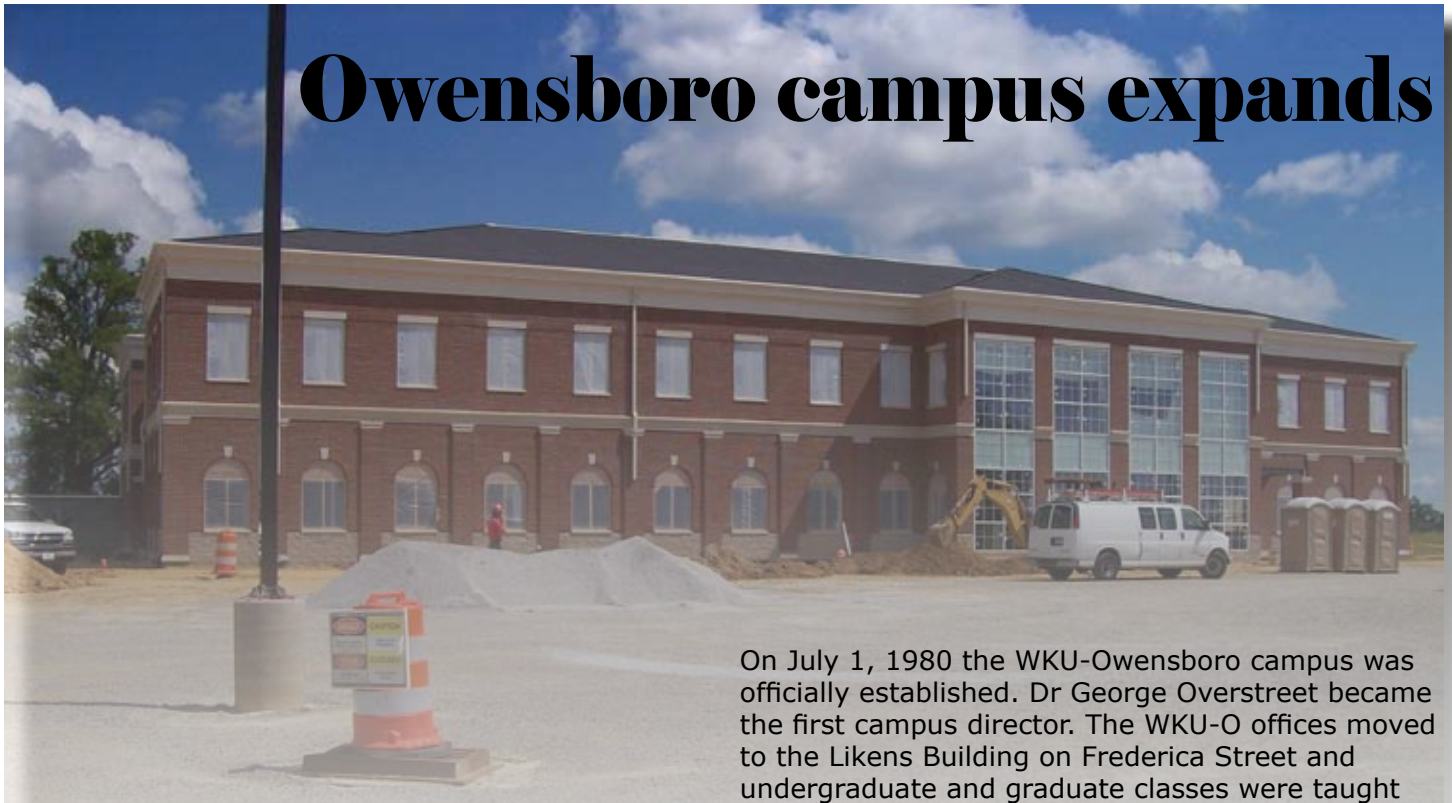 Owensboro campus expands
CAUTION
On July 1, 1980 the WKU-Owensboro campus was
officially established. Dr George Overstreet became
the first campus director. The WKU-O offices moved
to the Likens Building on Frederica Street and
undergraduate and graduate classes were taught